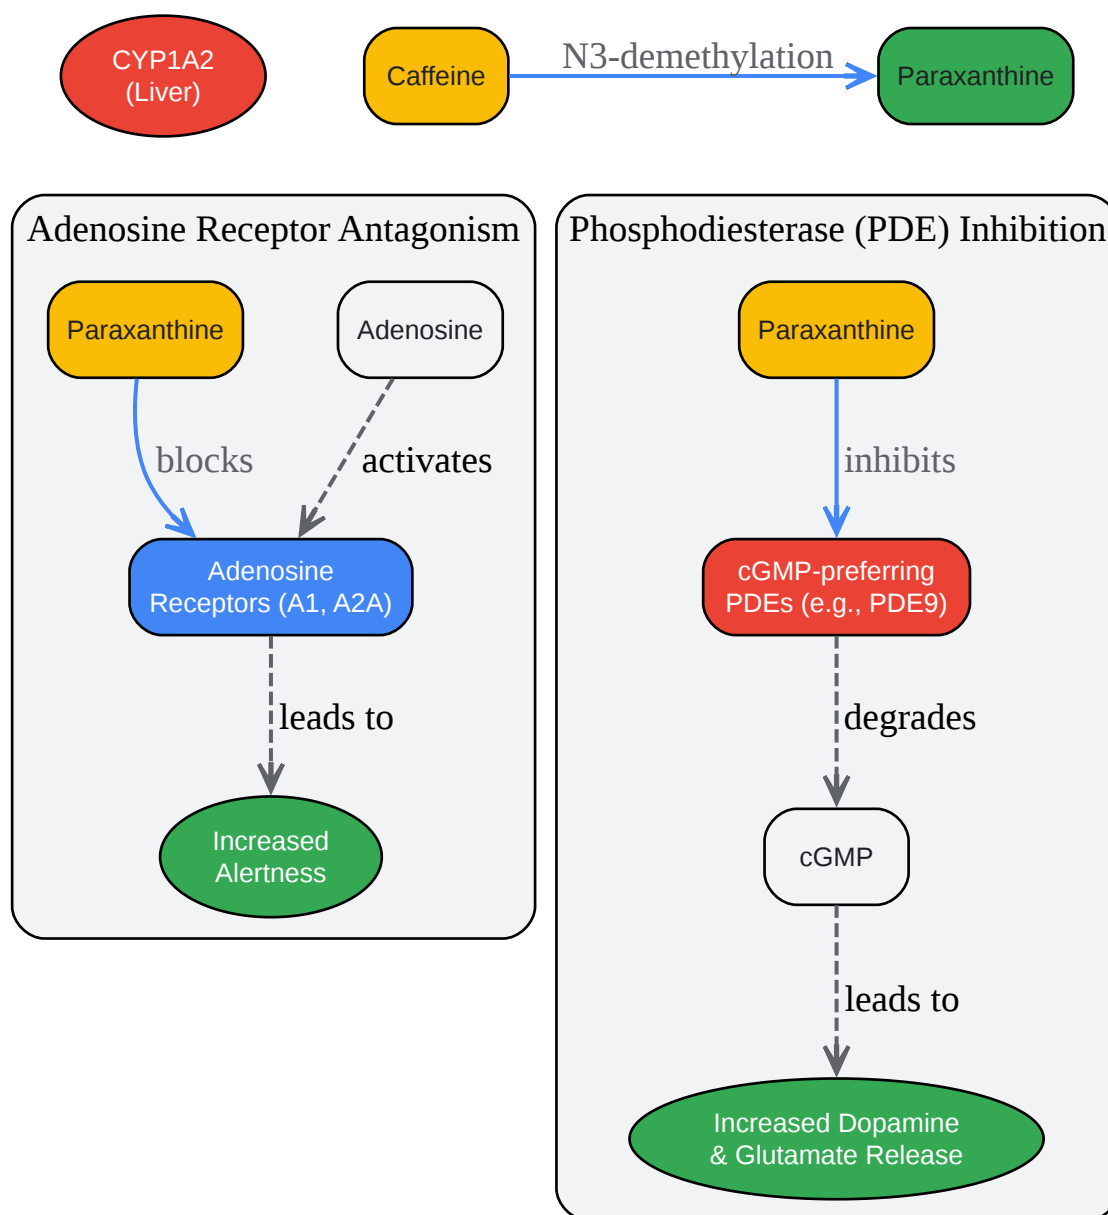 CYP1A2
(Liver)
Caffeine
N3-demethylation
Paraxanthine
Adenosine Receptor Antagonism
Paraxanthine
Adenosine
blocks
activates
Adenosine
Receptors (A1, A2A)
leads to
Increased
Alertness
Phosphodiesterase (PDE) Inhibition
Paraxanthine
inhibits
cGMP-preferring
PDEs (e.g., PDE9)
degrades
cGMP
leads to
Increased Dopamine
& Glutamate Release